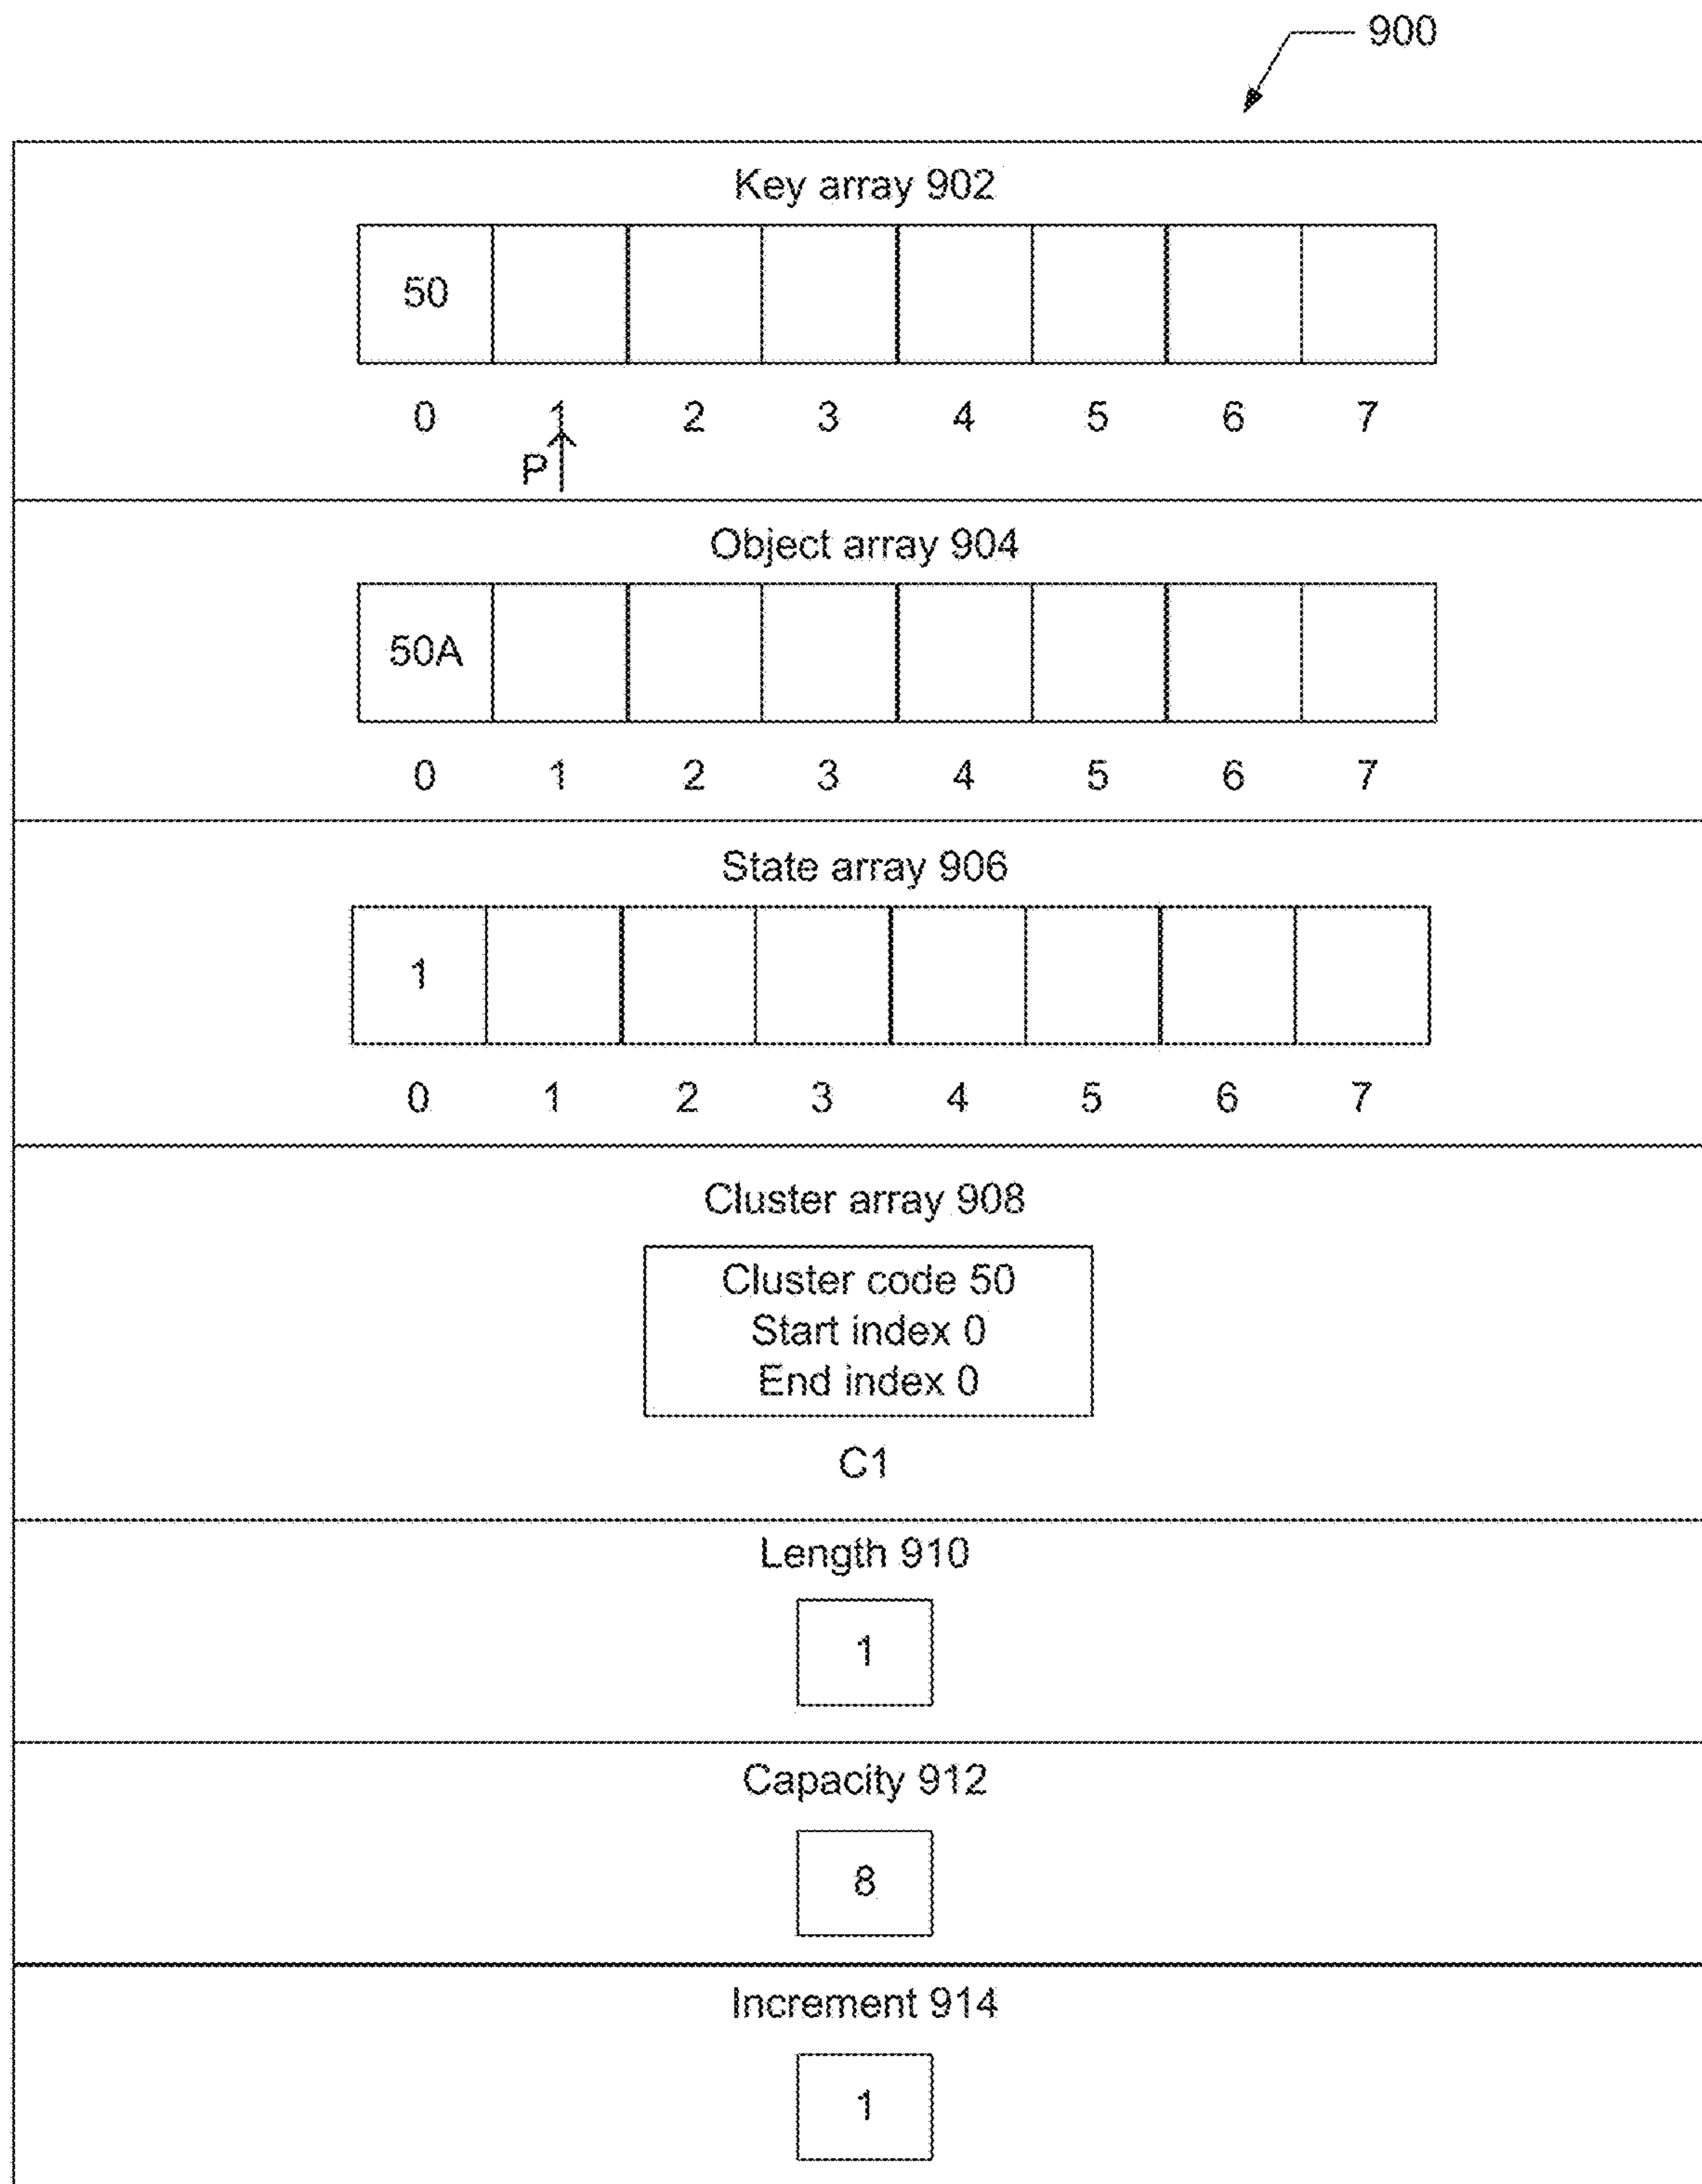 900
Key array 902
50
0 1 2 3 4 5 6 7
P
Object array 904
50A
0 1 2 3 4 5 6 7
State array 906
1
0 1 2 3 4 5 6 7
Cluster array 908
Cluster code 50
Start index 0
End index 0
C1
Length 910
1
Capacity 912
8
Increment 914
1